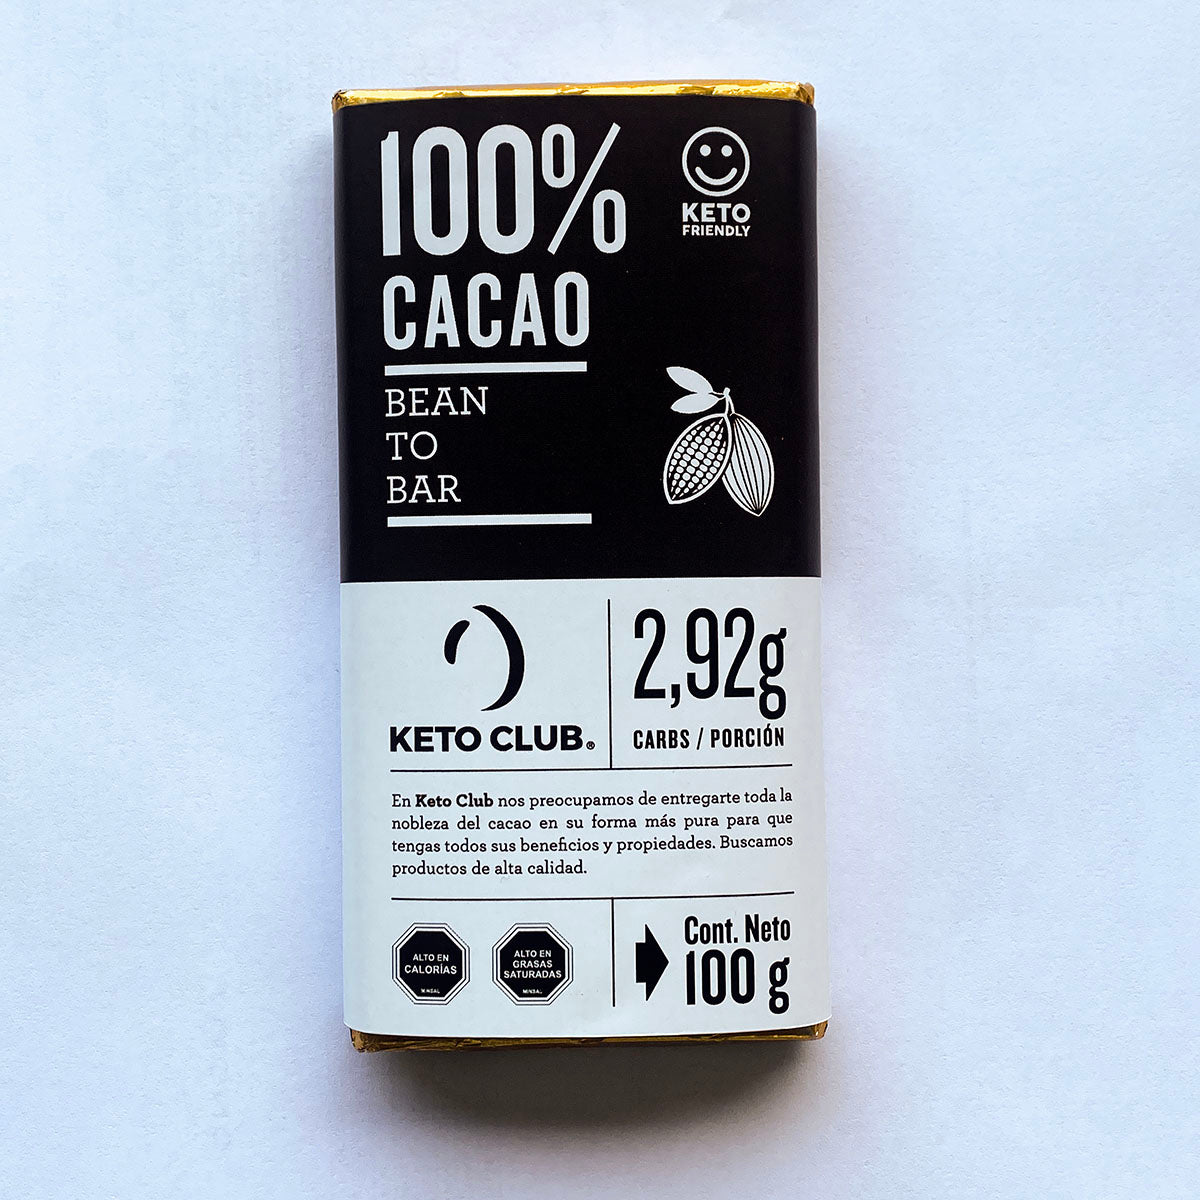 100%
CACAO
KETO
FRIENDLY
BEAN
TO
BAR
KETO CLUB®
2,92g
CARBS / PORCIÓN
En Keto Club nos preocupamos de entregarte toda la
nobleza del cacao en su forma más pura para que
tengas todos sus beneficios y propiedades. Buscamos
productos de alta calidad.
ALTO EN
CALORÍAS
MINSAL
ALTO EN
GRASAS
SATURADAS
MINSAL
Cont. Neto
100 g